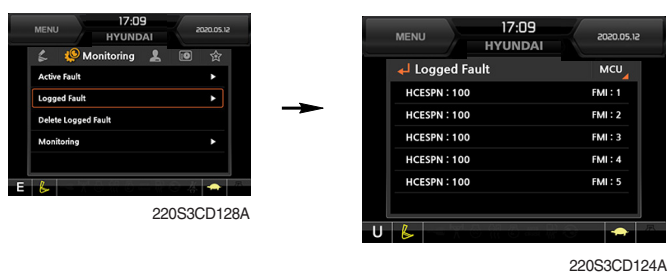 MENU 17:09 2020.05.12
HYUNDAI
Monitoring
Active Fault
Logged Fault
Delete Logged Fault
Monitoring
E
220S3CD128A
MENU 17:09 2020.05.12
HYUNDAI
Logged Fault MCU
HCESPN : 100 FMI : 1
HCESPN : 100 FMI : 2
HCESPN : 100 FMI : 3
HCESPN : 100 FMI : 4
HCESPN : 100 FMI : 5
U
220S3CD124A